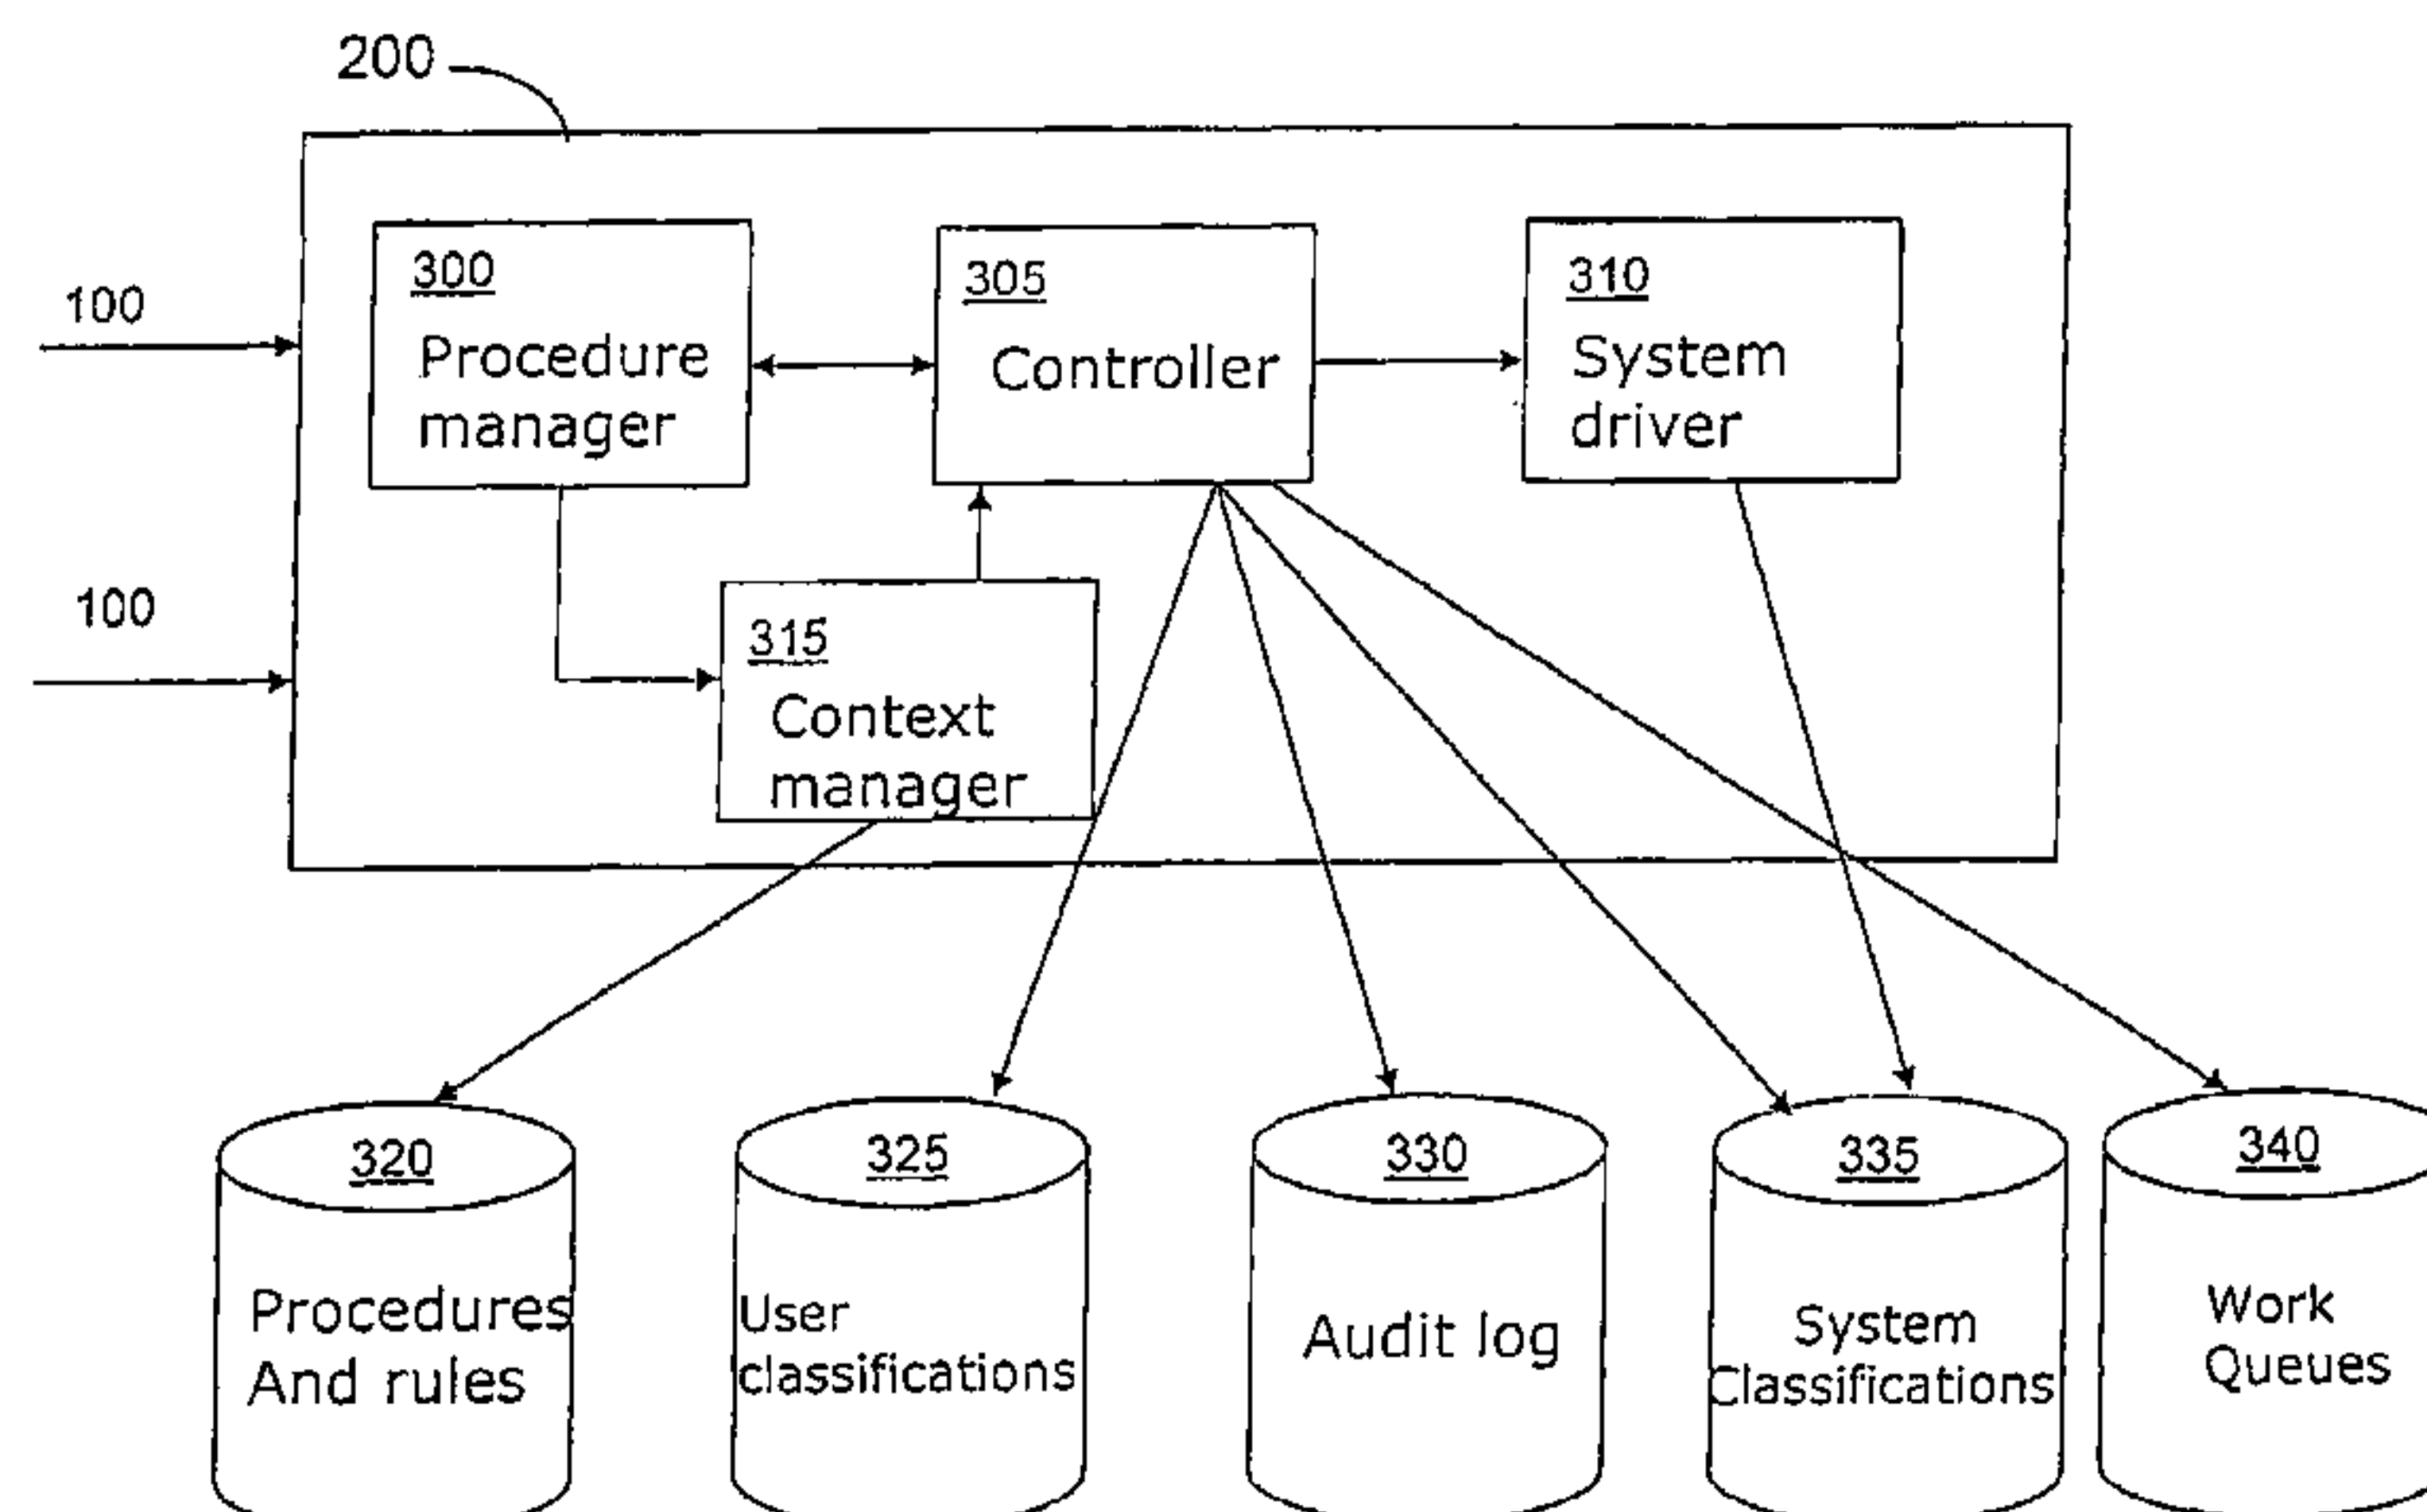 200
100
300
Procedure
manager
305
Controller
310
System
driver
100
315
Context
manager
320
Procedures
And rules
325
User
classifications
330
Audit log
335
System
Classifications
340
Work
Queues